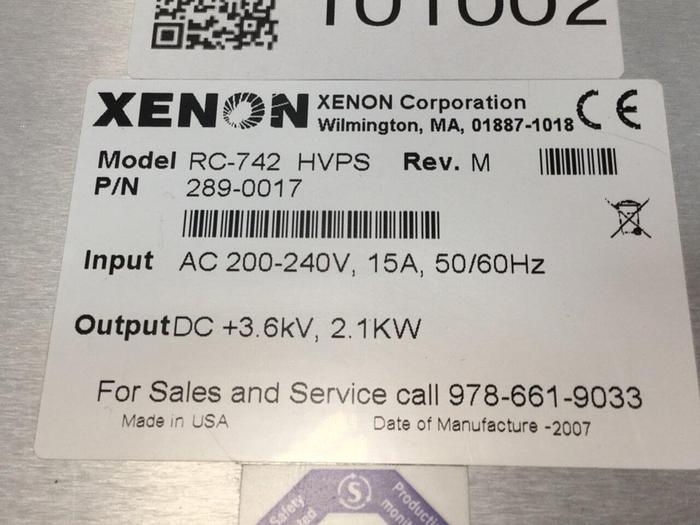 101002
XENON XENON Corporation
Wilmington, MA, 01887-1018 CE
Model RC-742 HVPS Rev. M
P/N 289-0017
Input AC 200-240V, 15A, 50/60Hz
Output DC +3.6kV, 2.1KW
For Sales and Service call 978-661-9033
Made in USA Date of Manufacture -2007
Safety S Product